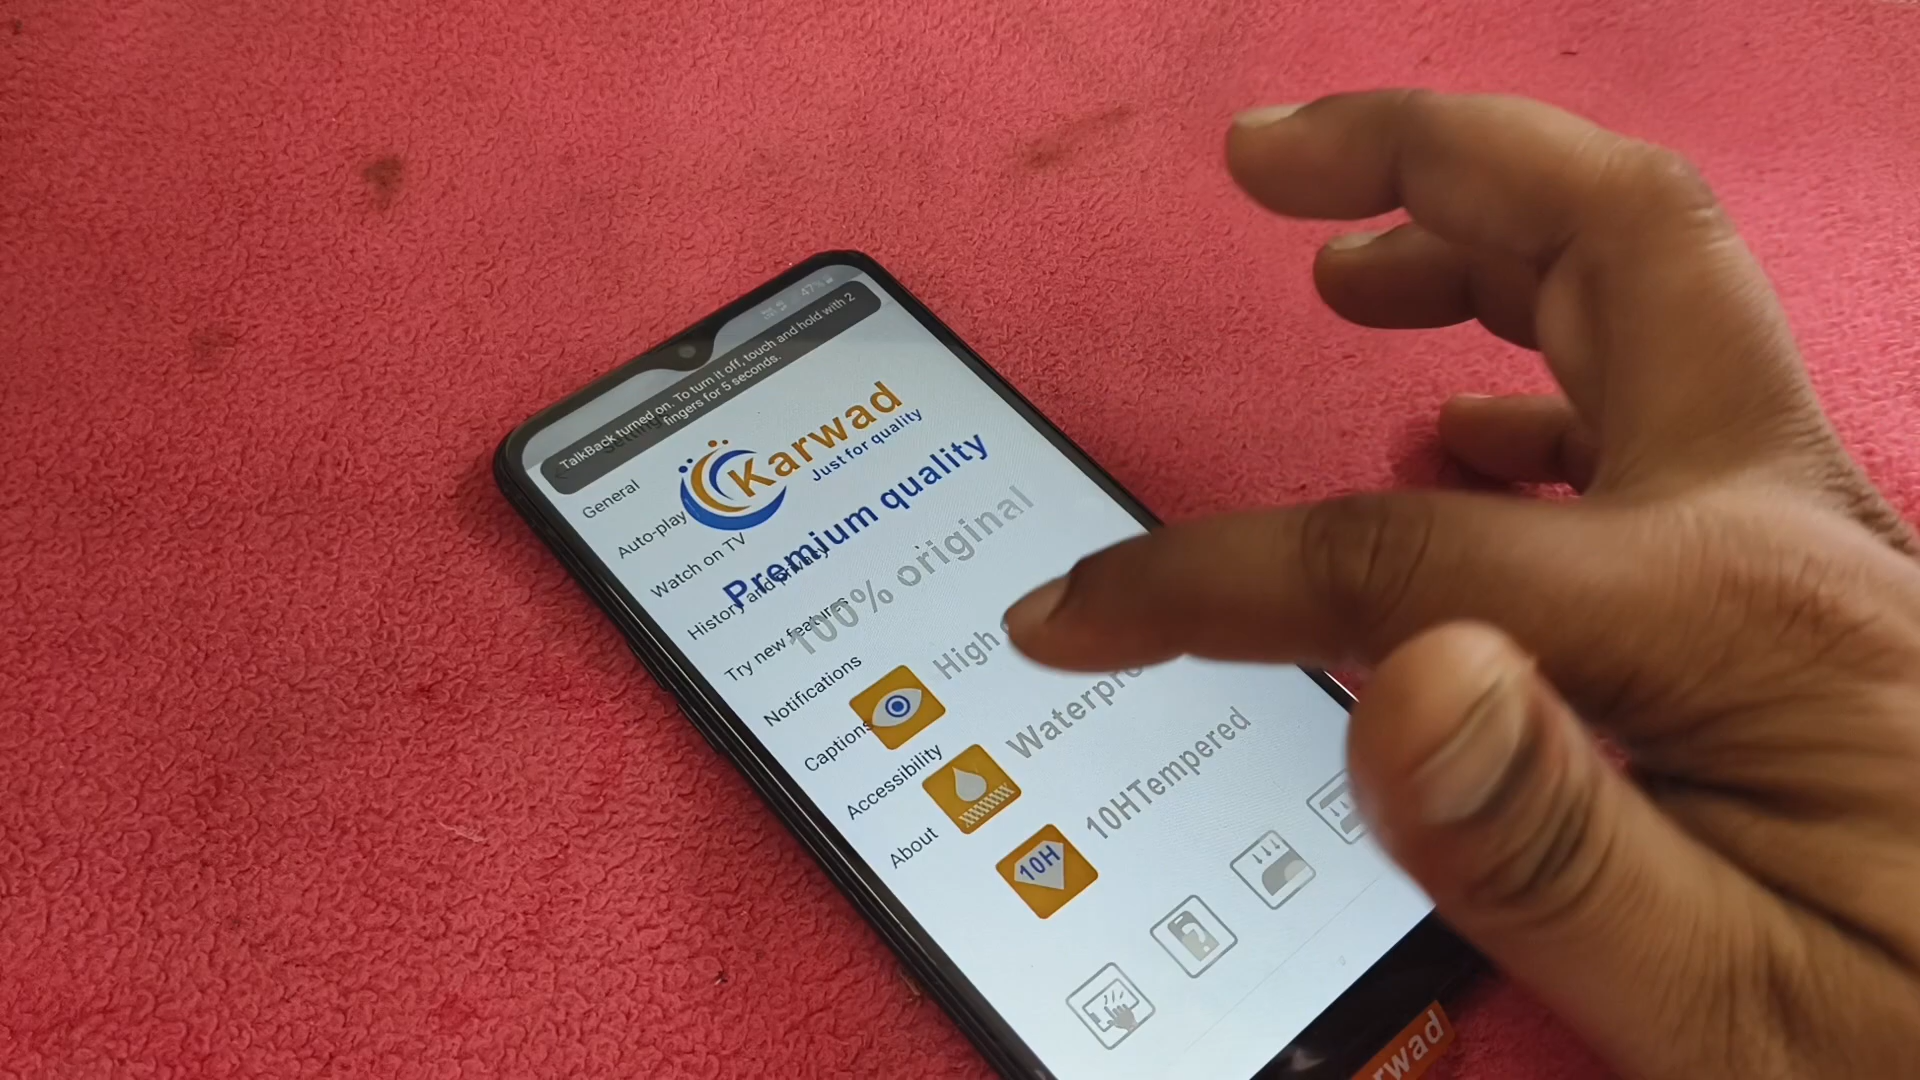 47%
TalkBack turned on. To turn it off, touch and hold with 2
fingers for 5 seconds.
General
Auto-play
Watch on TV
History and privacy
Try new features
Notifications
Captions
Accessibility
About
Karwad
Just for quality
Premium quality
100% original
High
10HTempered
10H